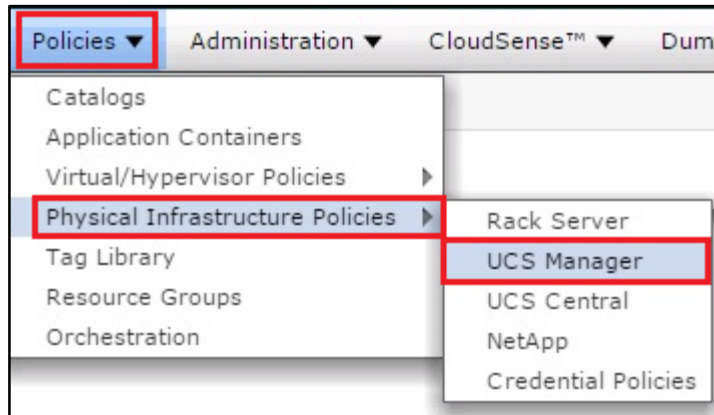 Policies ▼ Administration ▼ CloudSense™ ▼ Dum
Catalogs
Application Containers
Virtual/Hypervisor Policies
Physical Infrastructure Policies
Tag Library
Resource Groups
Orchestration
Rack Server
UCS Manager
UCS Central
NetApp
Credential Policies